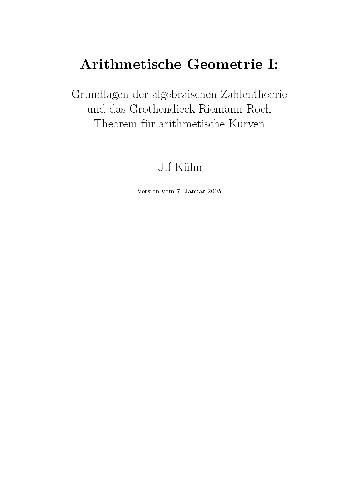 Arithmetische Geometrie I:
Grundlagen der algebraischen Zahlentheorie
und das Grothendieck Riemann Roch
Theorem für arithmetische Kurven
Ulf Kühn
Version vom 7. Januar